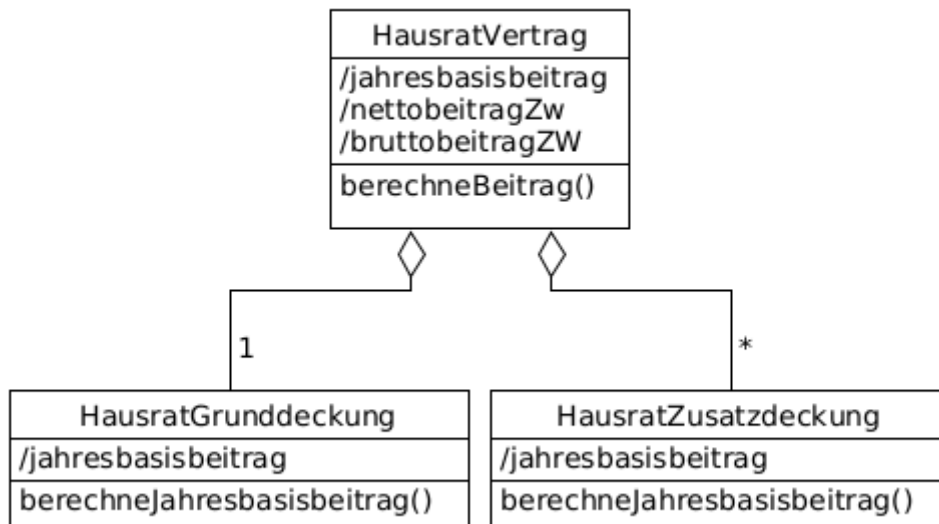 HausratVertrag
/jahresbasisbeitrag
/nettobeitragZw
/bruttobeitragZW
berechneBeitrag()
1
*
HausratGrunddeckung
/jahresbasisbeitrag
berechneJahresbasisbeitrag()
HausratZusatzdeckung
/jahresbasisbeitrag
berechneJahresbasisbeitrag()